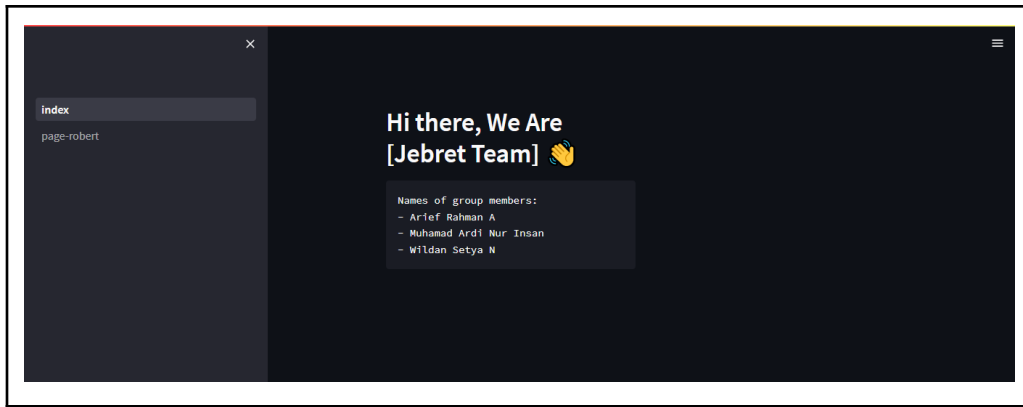 index
page-robert
Hi there, We Are
[Jebret Team] 👋
Names of group members:
- Arief Rahman A
- Muhamad Ardi Nur Insan
- Wildan Setya N